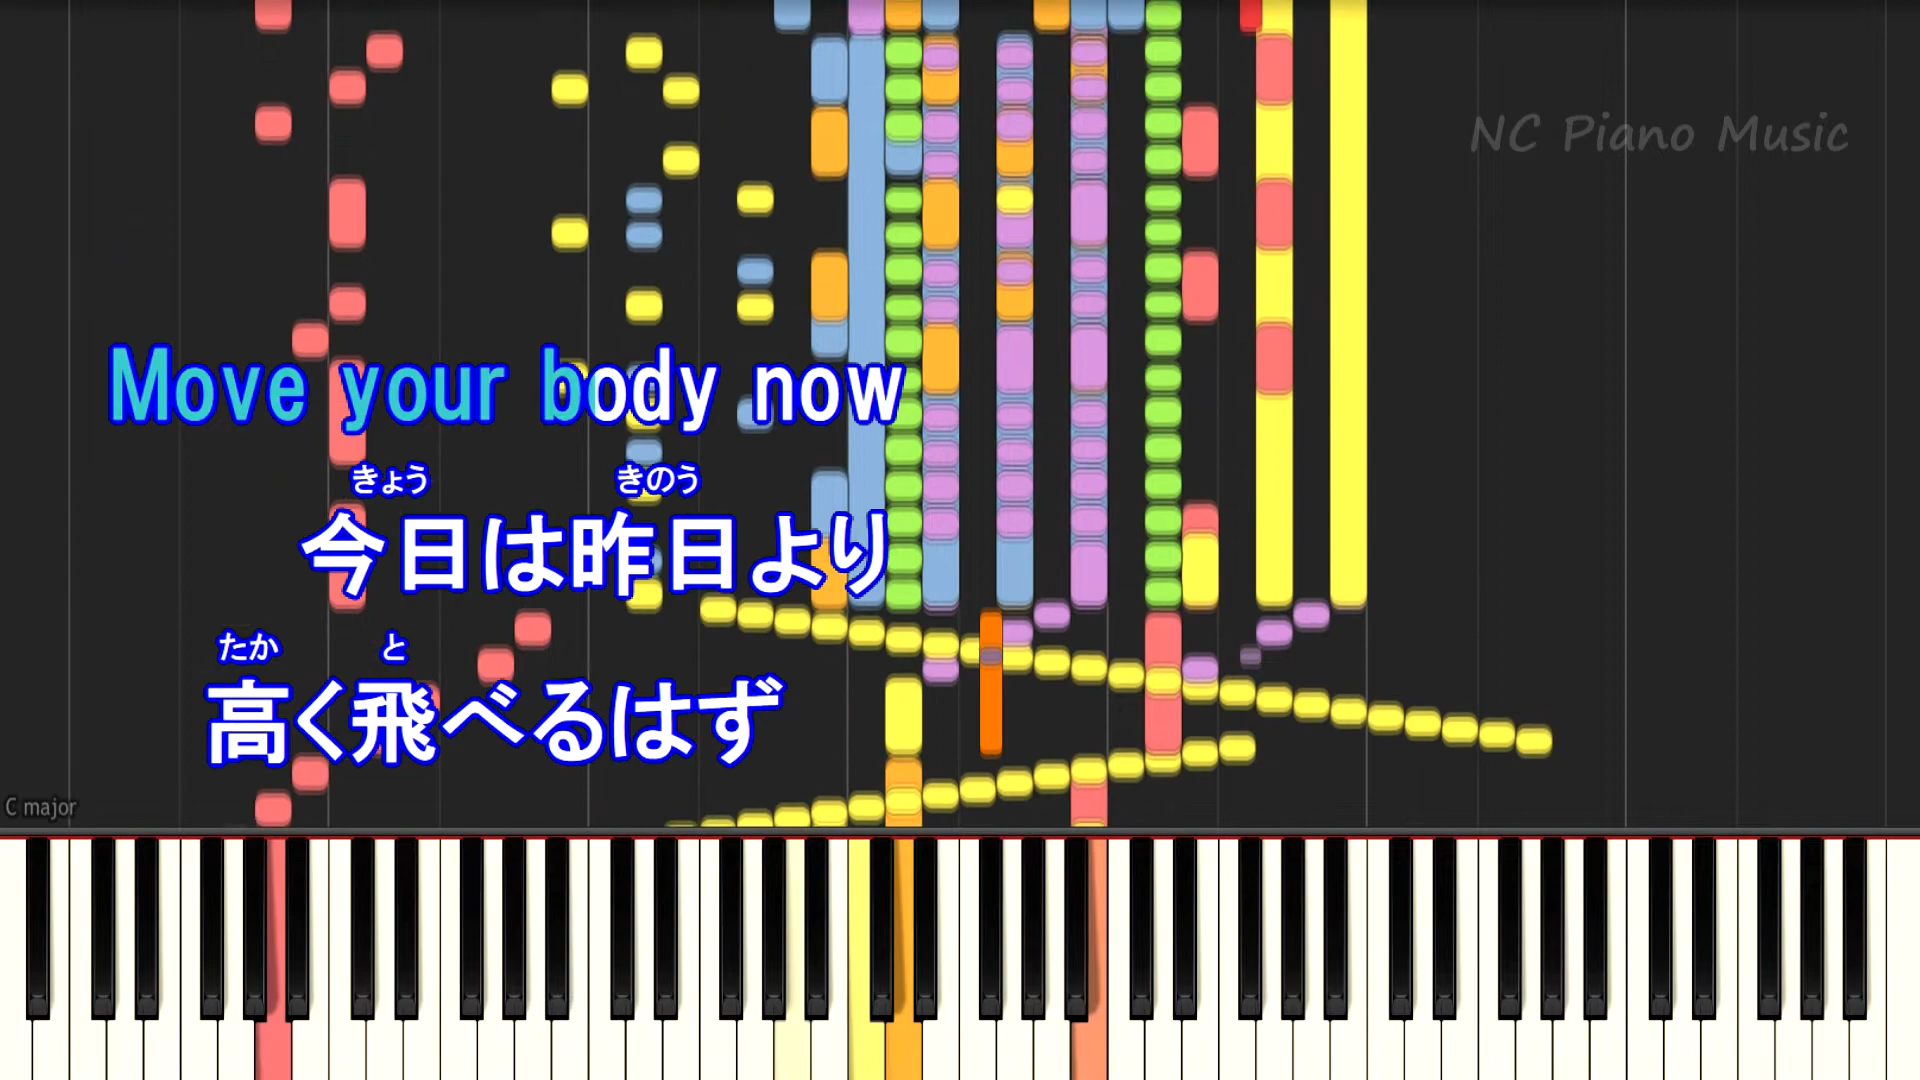 NC Piano Music
Move your body now
きょう きのう
今日は昨日より
たか と
高く飛べるはず
C major